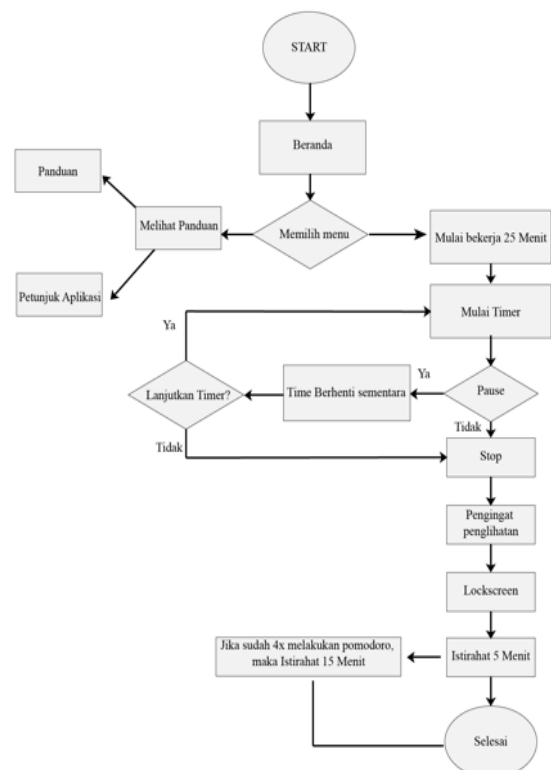 START
Beranda
Panduan
Melihat Panduan
Memilih menu
Mulai bekerja 25 Menit
Petunjuk Aplikasi
Mulai Timer
Ya
Lanjutkan Timer?
Time Berhenti sementara
Ya
Pause
Tidak
Tidak
Stop
Pengingat
penglihatan
Lockscreen
Jika sudah 4x melakukan pomodoro,
maka Istirahat 15 Menit
Istirahat 5 Menit
Selesai